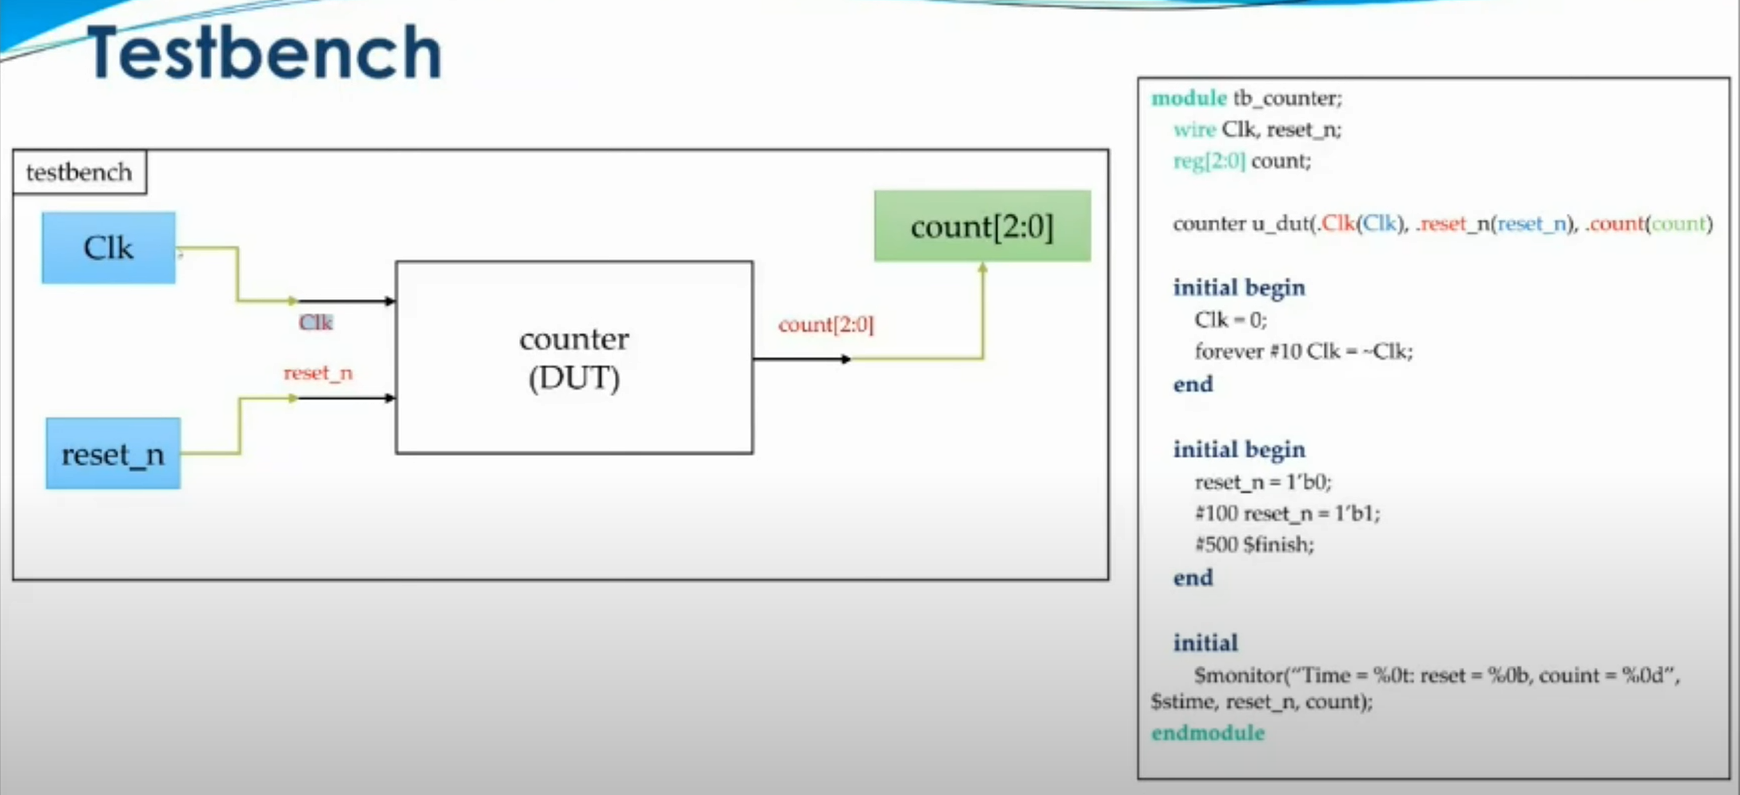 Testbench
testbench
Clk
Clk
reset_n
reset_n
counter
(DUT)
count[2:0]
count[2:0]
module tb_counter;
wire Clk, reset_n;
reg[2:0] count;
counter u_dut(.Clk(Clk), .reset_n(reset_n), .count(count)
initial begin
Clk = 0;
forever #10 Clk = ~Clk;
end
initial begin
reset_n = 1’b0;
#100 reset_n = 1’b1;
#500 $finish;
end
initial
$monitor(“Time = %0t: reset = %0b, couint = %0d”,
$stime, reset_n, count);
endmodule